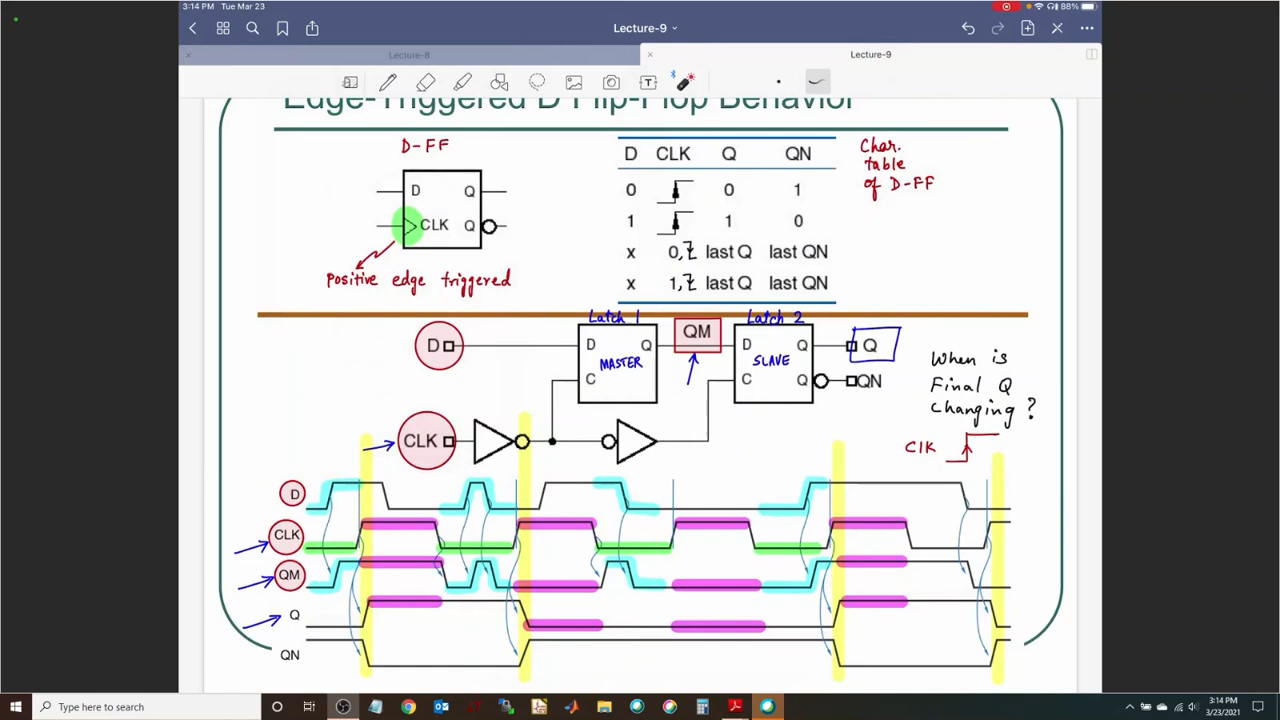 3:14 PM Tue Mar 23
88%
Lecture-9
Lecture-8
Lecture-9
Edge-Triggered D Flip-Flop Behavior
D-FF
D Q
CLK Q
Positive edge triggered
D CLK Q QN
0 0 1
1 1 0
x 0, last Q last QN
x 1, last Q last QN
Char.
table
of D-FF
Latch 1
QM
Latch 2
D
D Q
MASTER
C
D Q
SLAVE
C Q
Q
QN
CLK
When is
Final Q
Changing ?
Clk
D
CLK
QM
Q
QN
Type here to search
3:14 PM
3/23/2021